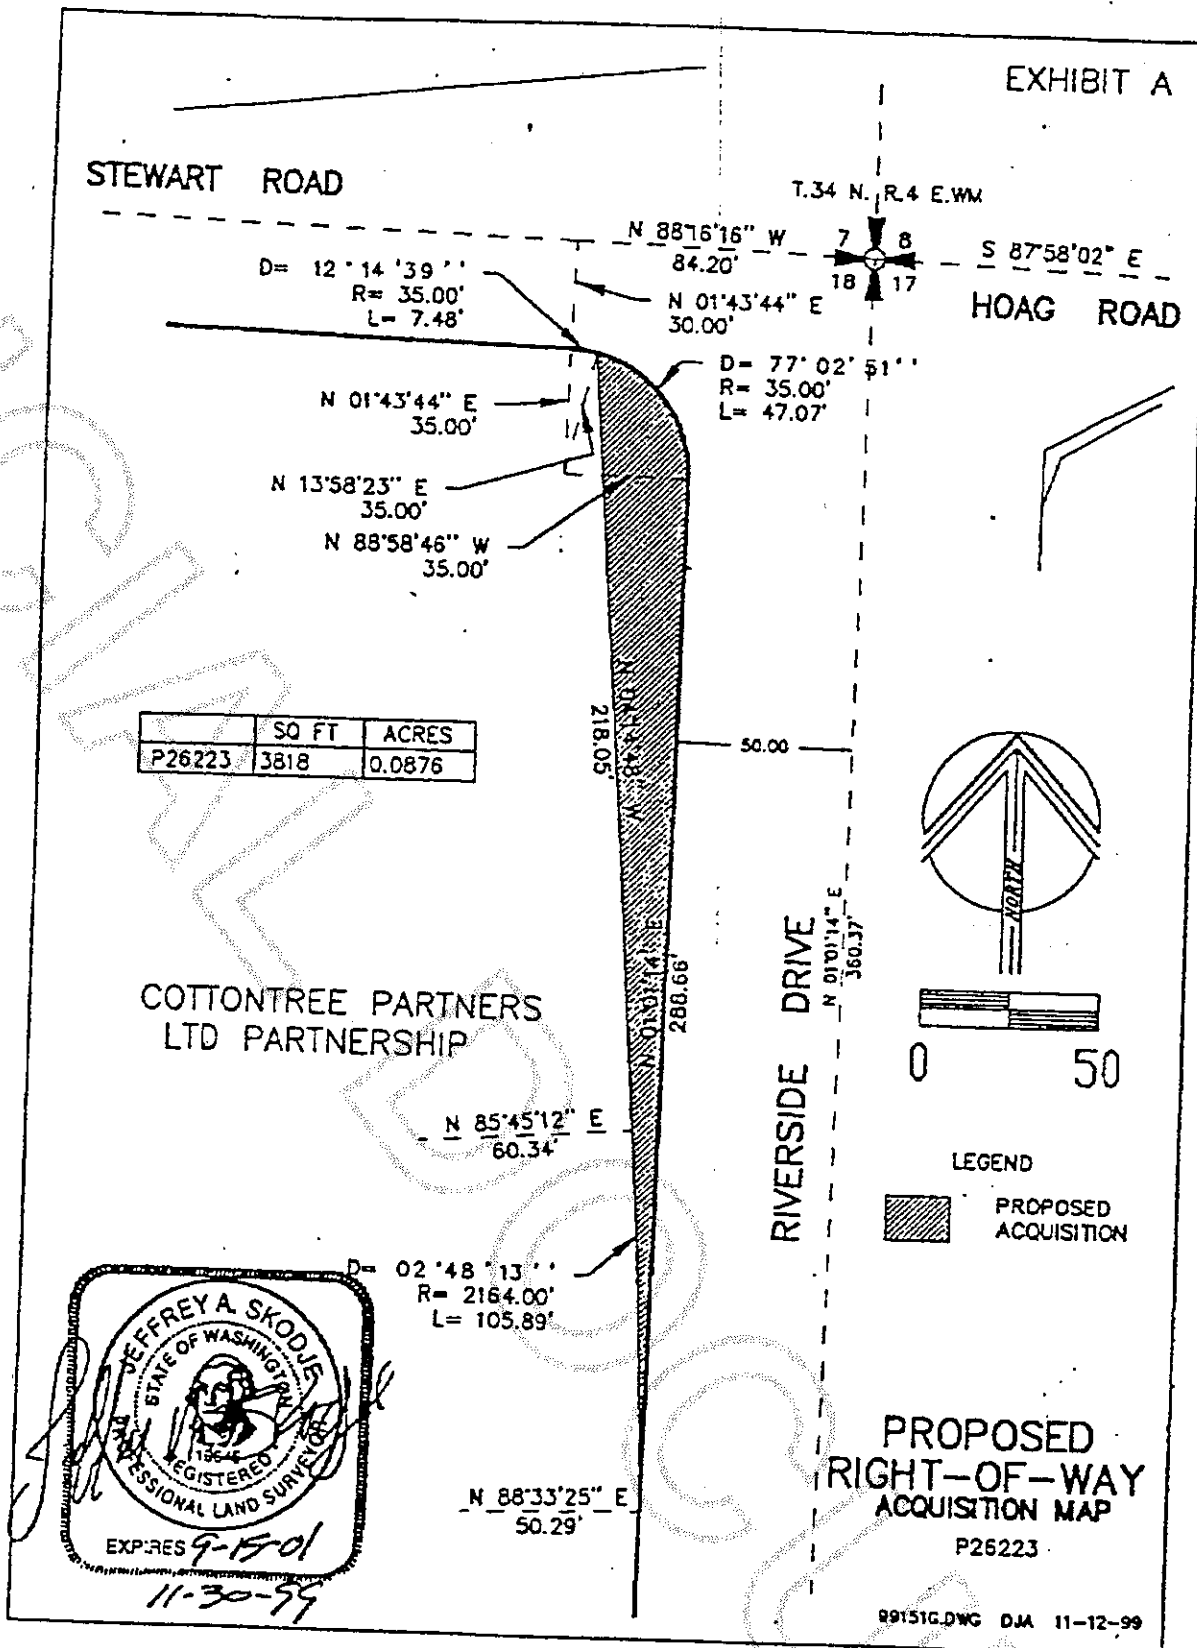 EXHIBIT A
STEWART ROAD
T.34 N. R.4 E.WM
N 88°16'16" W
84.20'
7 8
18 17
S 87°58'02" E
HOAG ROAD
D= 12°14'39''
R= 35.00'
L= 7.48'
N 01°43'44" E
30.00'
D= 77°02'51''
R= 35.00'
L= 47.07'
N 01°43'44" E
35.00'
N 13°58'23" E
35.00'
N 88°58'46" W
35.00'
218.05'
SQ FT ACRES
P26223 3818 0.0876
50.00
N 01°01'14" E
288.66'
N 01°01'14" E
360.37'
RIVERSIDE DRIVE
NORTH
0 50
COTTONTREE PARTNERS
LTD PARTNERSHIP
N 85°45'12" E
60.34'
LEGEND
PROPOSED
ACQUISITION
D= 02°48'13''
R= 2164.00'
L= 105.89'
JEFFREY A. SKODJE
STATE OF WASHINGTON
REGISTERED
PROFESSIONAL LAND SURVEYOR
EXPIRES 9-15-01
11-30-99
N 88°33'25" E
50.29'
PROPOSED
RIGHT-OF-WAY
ACQUISITION MAP
P26223
99151G.DWG DJA 11-12-99